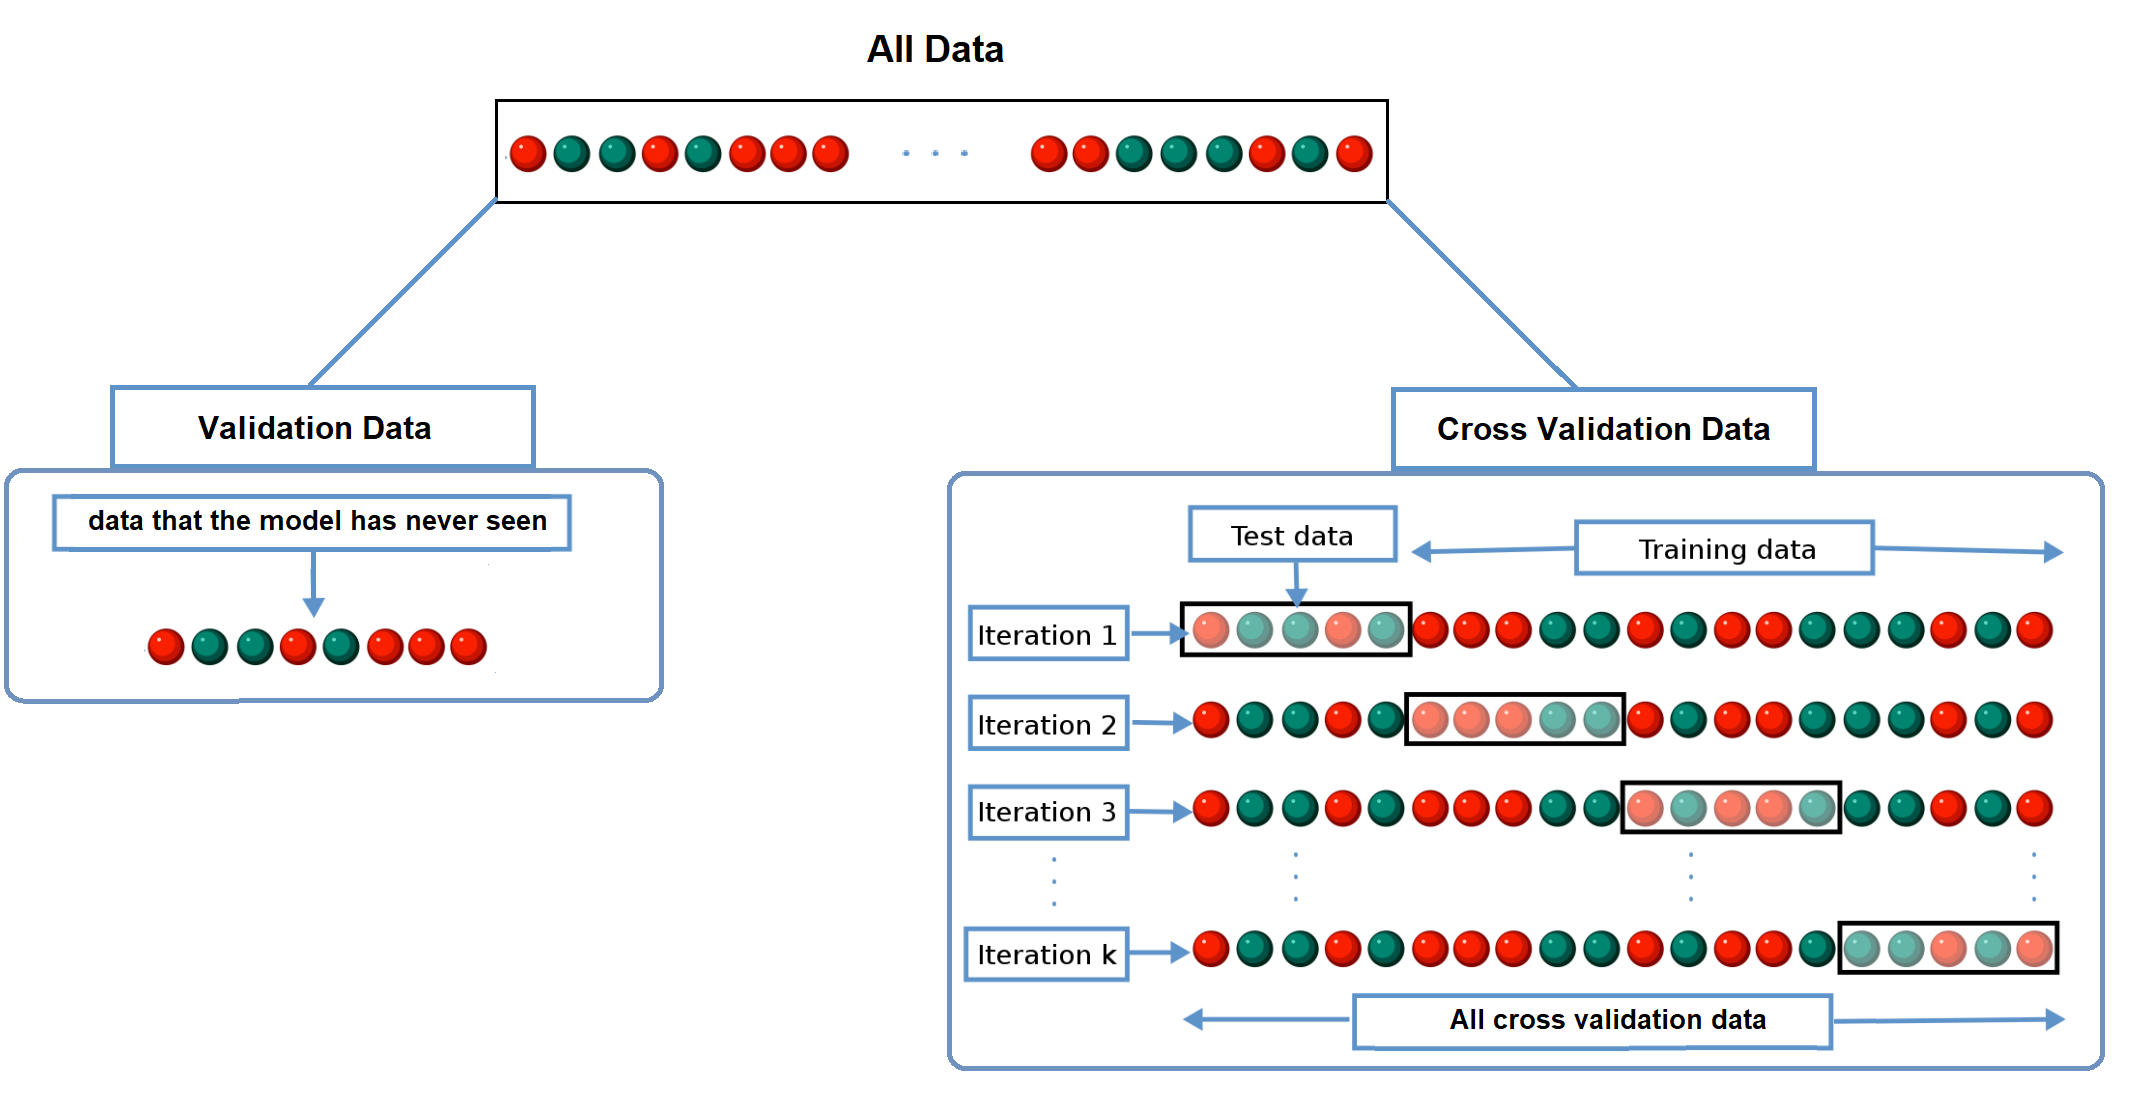 All Data
Validation Data
data that the model has never seen
Cross Validation Data
Test data
Training data
Iteration 1
Iteration 2
Iteration 3
Iteration k
All cross validation data